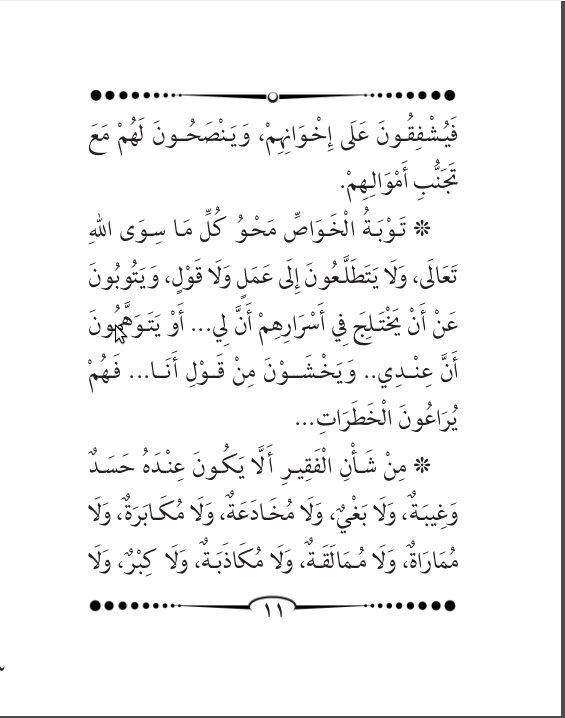 فَيُشْفِقُونَ عَلَى إِخْوَانِهِمْ، وَيَنْصَحُونَ لَهُمْ مَعَ
تَجَنُّبِ أَمْوَالِهِمْ.
❊ تَوْبَةُ الْخَوَاصِّ مَحْوُ كُلِّ مَا سِوَى اللهِ
تَعَالَى، وَلَا يَتَطَلَّعُونَ إِلَى عَمَلٍ وَلَا قَوْلٍ، وَيَتُوبُونَ
عَنْ أَنْ يَخْتَلِجَ فِي أَسْرَارِهِمْ أَنَّ لِي... أَوْ يَتَوَهَّمُونَ
أَنَّ عِنْدِي.. وَيَخْشَوْنَ مِنْ قَوْلِ أَنَا... فَهُمْ
يُرَاعُونَ الْخَطَرَاتِ...
❊ مِنْ شَأْنِ الْفَقِيرِ أَلَّا يَكُونَ عِنْدَهُ حَسَدٌ
وَغِيبَةٌ، وَلَا بَغْيٌ، وَلَا مُخَادَعَةٌ، وَلَا مُكَابَرَةٌ، وَلَا
مُمَارَاةٌ، وَلَا مُمَالَقَةٌ، وَلَا مُكَاذَبَةٌ، وَلَا كِبْرٌ، وَلَا
١١